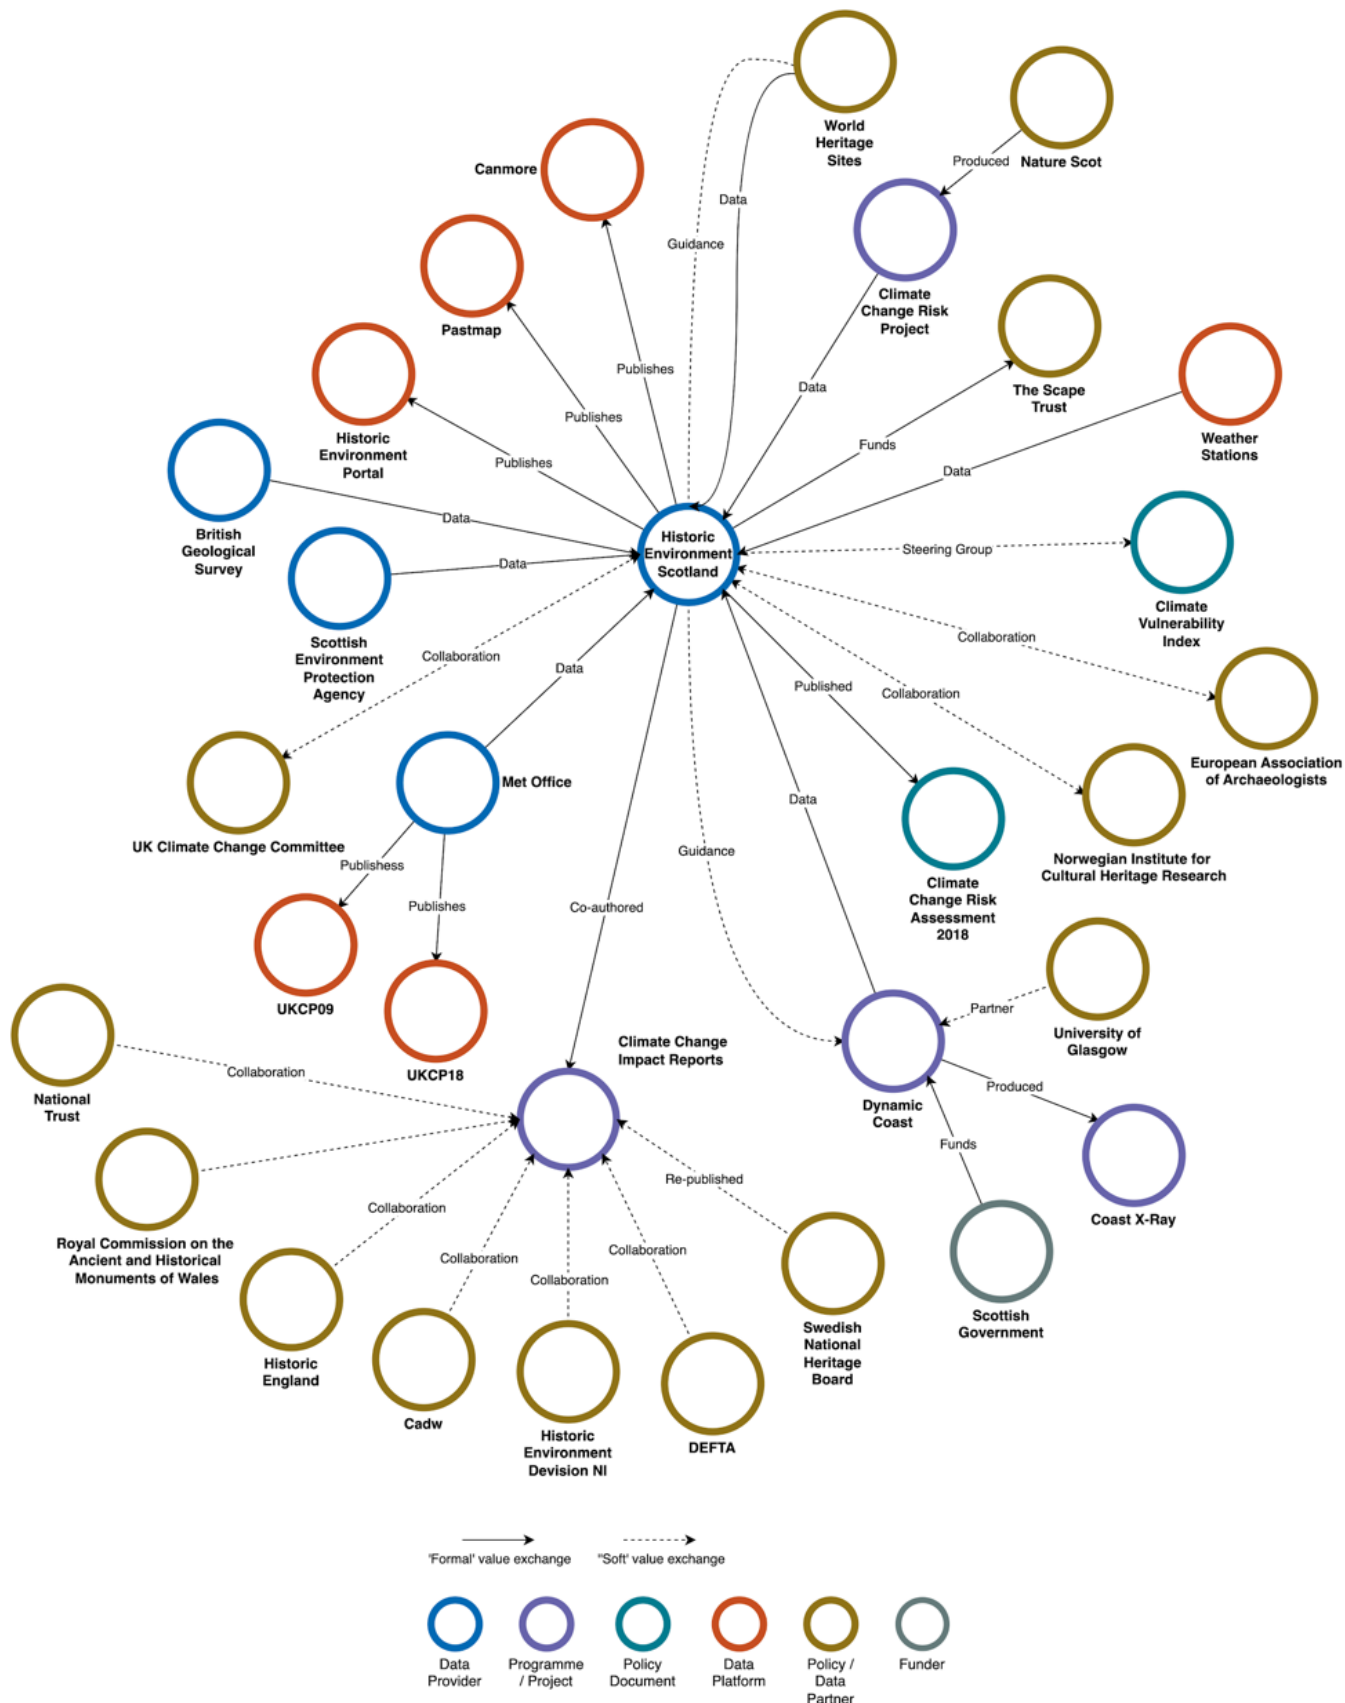 World
Heritage
Sites
Nature Scot
Produced
Canmore
Data
Guidance
Climate
Change Risk
Project
Pastmap
Publishes
Data
The Scape
Trust
Publishes
Historic
Environment
Portal
Publishes
Funds
Weather
Stations
Data
British
Geological
Survey
Data
Historic
Environment
Scotland
Steering Group
Data
Climate
Vulnerability
Index
Scottish
Environment
Protection
Agency
Collaboration
Data
Collaboration
Published
Collaboration
European Association
of Archaeologists
Met Office
Data
UK Climate Change Committee
Publishess
Guidance
Norwegian Institute for
Cultural Heritage Research
Climate
Change Risk
Assessment
2018
Publishes
Co-authored
UKCP09
Partner
University of
Glasgow
Climate Change
Impact Reports
UKCP18
Collaboration
National
Trust
Produced
Dynamic
Coast
Funds
Re-published
Collaboration
Coast X-Ray
Royal Commission on the
Ancient and Historical
Monuments of Wales
Collaboration
Collaboration
Collaboration
Scottish
Government
Swedish
National
Heritage
Board
Historic
England
Cadw
Historic
Environment
Devision NI
DEFTA
'Formal' value exchange
"Soft' value exchange
Data
Provider
Programme
/ Project
Policy
Document
Data
Platform
Policy /
Data
Partner
Funder